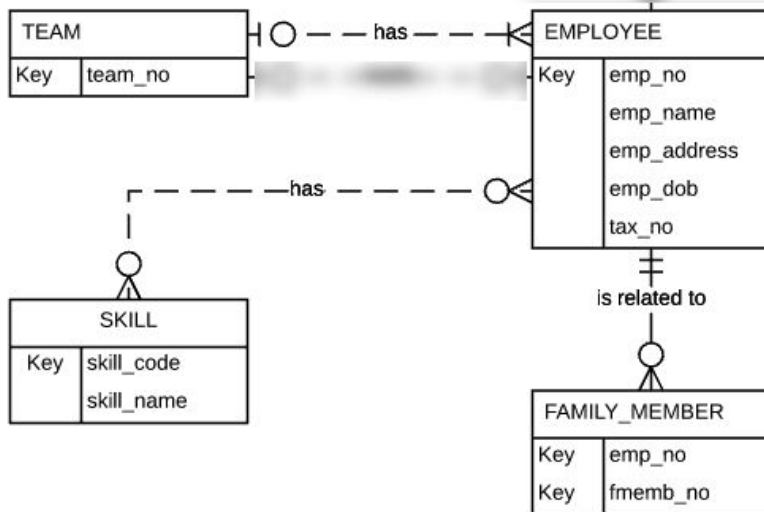 TEAM
Key team_no
has
EMPLOYEE
Key emp_no
emp_name
emp_address
emp_dob
tax_no
has
SKILL
Key skill_code
skill_name
is related to
FAMILY_MEMBER
Key emp_no
Key fmemb_no